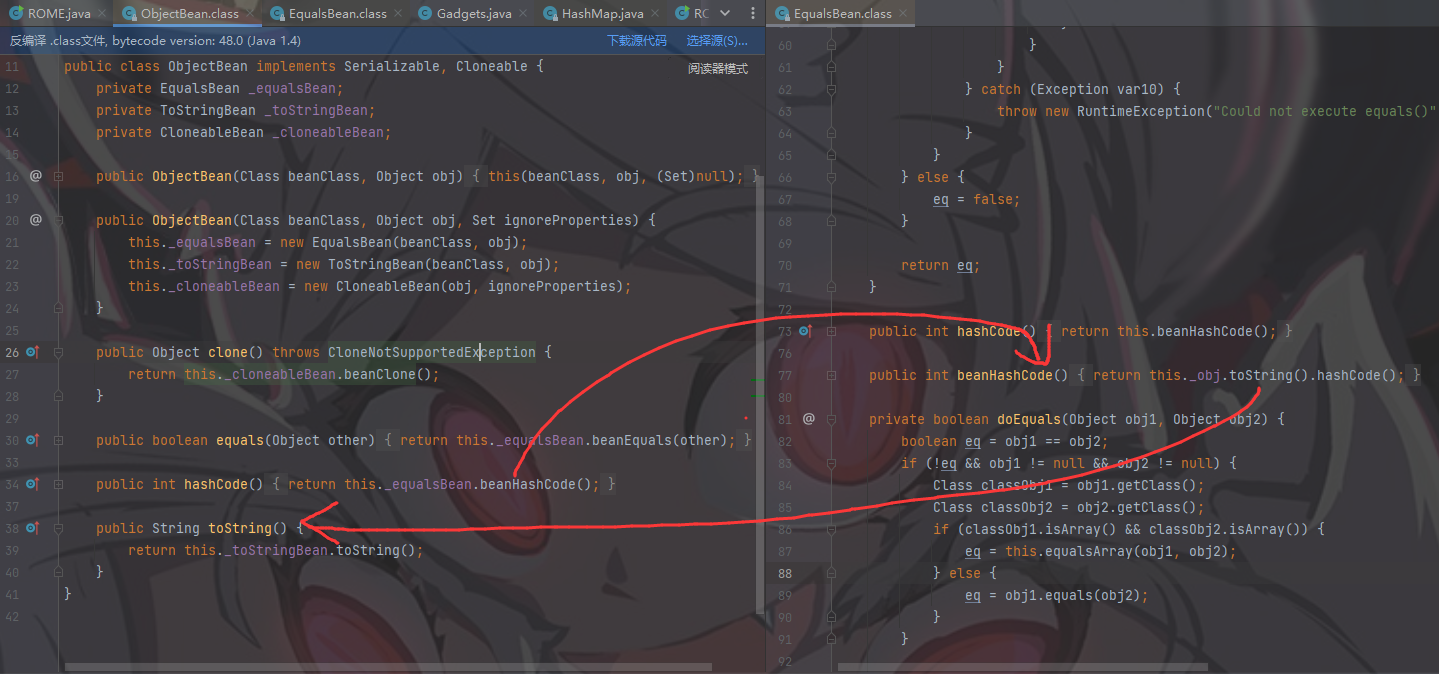 ROME.java
ObjectBean.class
EqualsBean.class
Gadgets.java
HashMap.java
RO
反编译 .class文件, bytecode version: 48.0 (Java 1.4)
下载源代码
选择源(S)...
阅读器模式
11 public class ObjectBean implements Serializable, Cloneable {
12 private EqualsBean _equalsBean;
13 private ToStringBean _toStringBean;
14 private CloneableBean _cloneableBean;
15
16 @ public ObjectBean(Class beanClass, Object obj) { this(beanClass, obj, (Set)null); }
19
20 @ public ObjectBean(Class beanClass, Object obj, Set ignoreProperties) {
21 this._equalsBean = new EqualsBean(beanClass, obj);
22 this._toStringBean = new ToStringBean(beanClass, obj);
23 this._cloneableBean = new CloneableBean(obj, ignoreProperties);
24 }
25
26 public Object clone() throws CloneNotSupportedException {
27 return this._cloneableBean.beanClone();
28 }
29
30 public boolean equals(Object other) { return this._equalsBean.beanEquals(other); }
33
34 public int hashCode() { return this._equalsBean.beanHashCode(); }
37
38 public String toString() {
39 return this._toStringBean.toString();
40 }
41 }
42
EqualsBean.class
60 }
61 }
62 } catch (Exception var10) {
63 throw new RuntimeException("Could not execute equals()"
64 }
65 }
66 } else {
67 eq = false;
68 }
69
70 return eq;
71 }
72
73 public int hashCode() { return this.beanHashCode(); }
76
77 public int beanHashCode() { return this._obj.toString().hashCode(); }
80
81 @ private boolean doEquals(Object obj1, Object obj2) {
82 boolean eq = obj1 == obj2;
83 if (!eq && obj1 != null && obj2 != null) {
84 Class classObj1 = obj1.getClass();
85 Class classObj2 = obj2.getClass();
86 if (classObj1.isArray() && classObj2.isArray()) {
87 eq = this.equalsArray(obj1, obj2);
88 } else {
89 eq = obj1.equals(obj2);
90 }
91 }
92